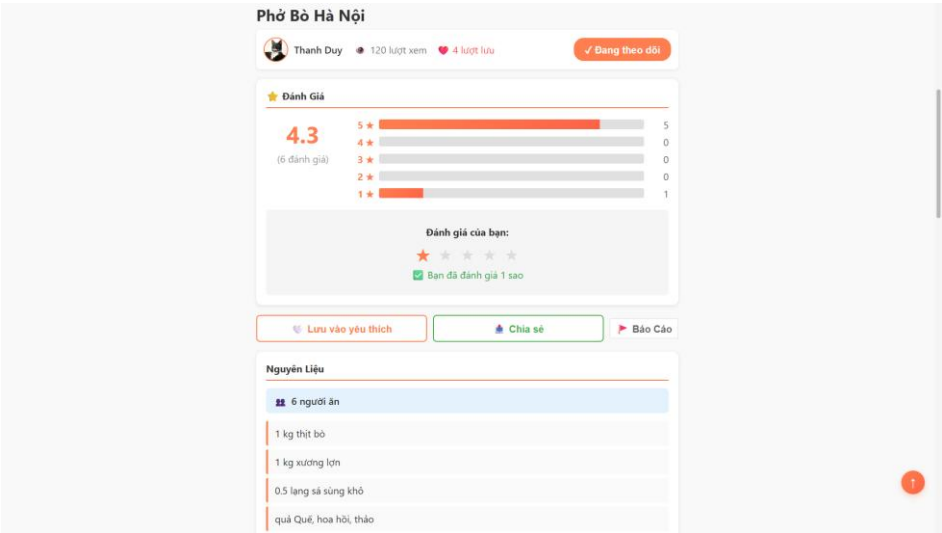 Phở Bò Hà Nội
Thanh Duy 120 lượt xem 4 lượt lưu ✓ Đang theo dõi
Đánh Giá
4.3
(6 đánh giá)
5 ★ 5
4 ★ 0
3 ★ 0
2 ★ 0
1 ★ 1
Đánh giá của bạn:
Bạn đã đánh giá 1 sao
Lưu vào yêu thích Chia sẻ Báo Cáo
Nguyên Liệu
6 người ăn
1 kg thịt bò
1 kg xương lợn
0.5 lạng sá sùng khô
quả Quế, hoa hồi, thảo